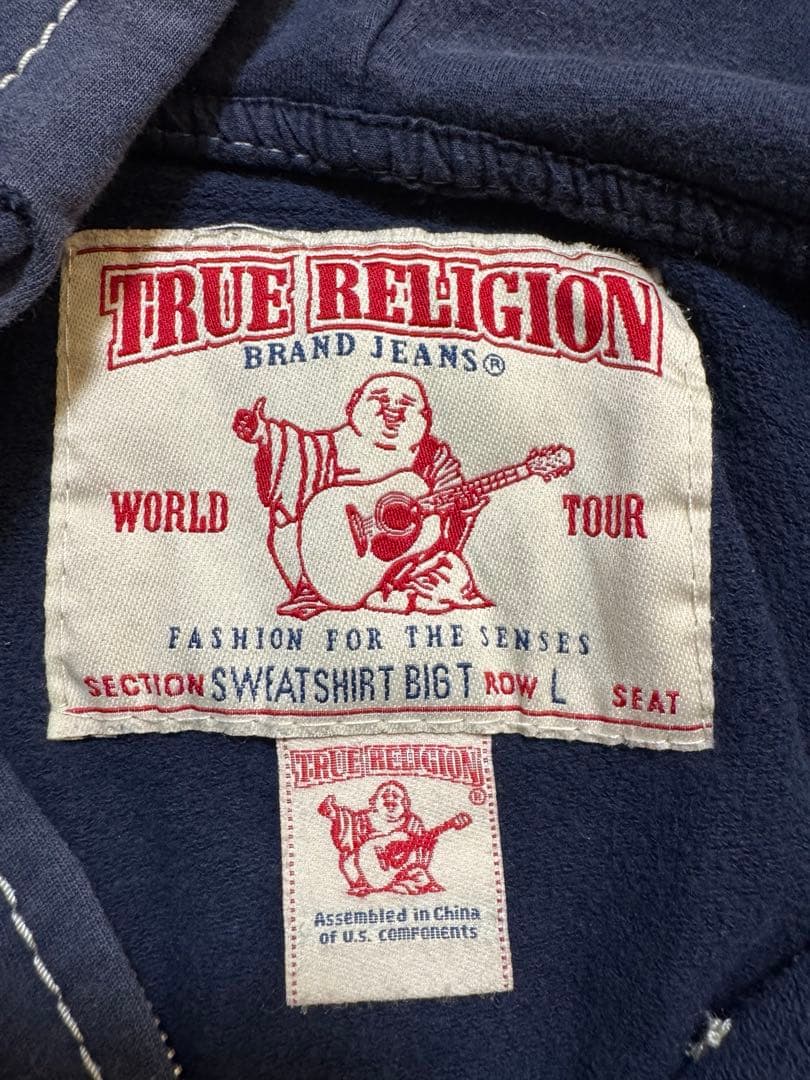 TRUE RELIGION
BRAND JEANS®
WORLD TOUR
FASHION FOR THE SENSES
SECTION SWEATSHIRT BIG T ROW L SEAT
TRUE RELIGION
®
Assembled in China
of U.S. components